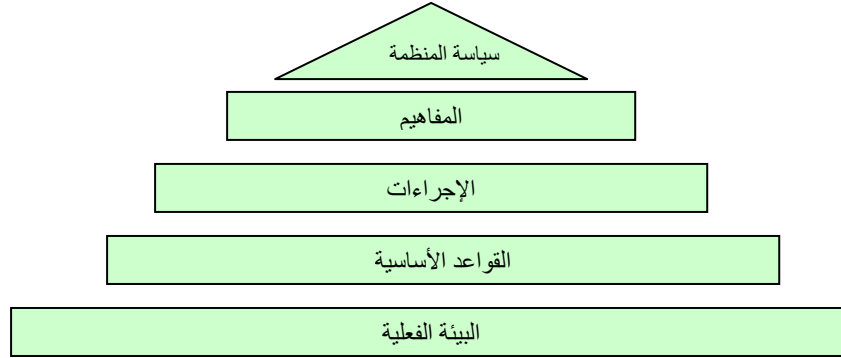 سياسة المنظمة
المفاهيم
الإجراءات
القواعد الأساسية
البيئة الفعلية